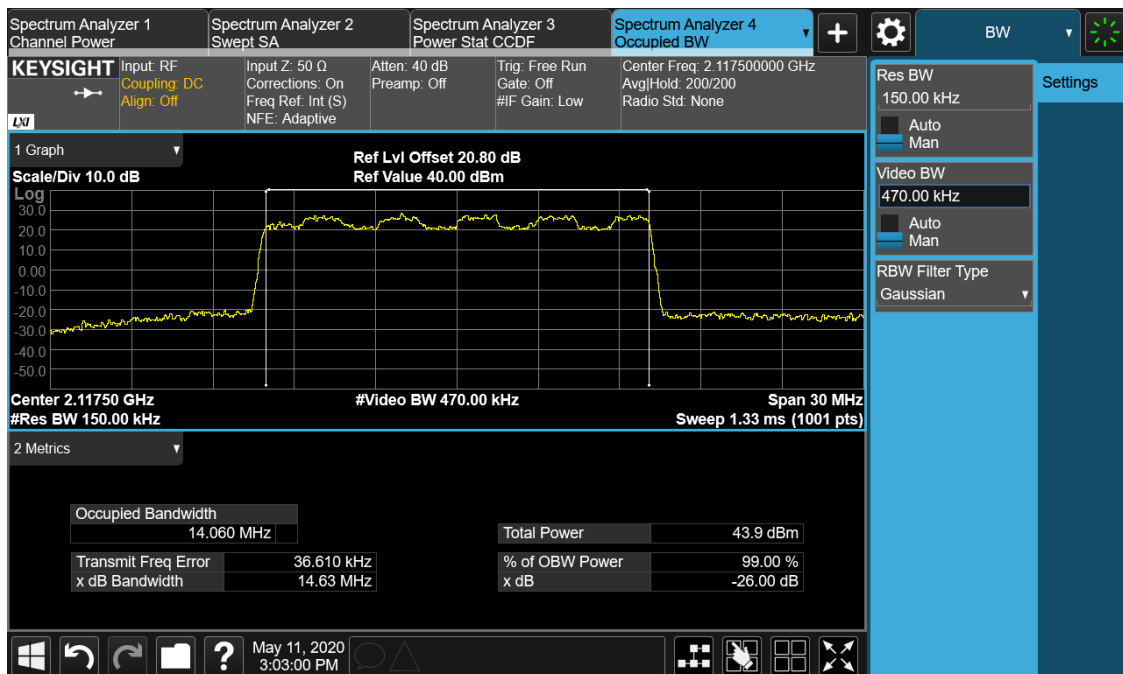 Spectrum Analyzer 1
Channel Power
Spectrum Analyzer 2
Swept SA
Spectrum Analyzer 3
Power Stat CCDF
Spectrum Analyzer 4
Occupied BW
▼
+
BW
▼
KEYSIGHT
LXI
Input: RF
Coupling: DC
Align: Off
Input Z: 50 Ω
Corrections: On
Freq Ref: Int (S)
NFE: Adaptive
Atten: 40 dB
Preamp: Off
Trig: Free Run
Gate: Off
#IF Gain: Low
Center Freq: 2.117500000 GHz
Avg|Hold: 200/200
Radio Std: None
Res BW
150.00 kHz
Auto
Man
Video BW
470.00 kHz
Auto
Man
RBW Filter Type
Gaussian
Settings
1 Graph
Scale/Div 10.0 dB
Ref Lvl Offset 20.80 dB
Ref Value 40.00 dBm
Log
30.0
20.0
10.0
0.00
-10.0
-20.0
-30.0
-40.0
-50.0
Center 2.11750 GHz
#Video BW 470.00 kHz
Span 30 MHz
#Res BW 150.00 kHz
Sweep 1.33 ms (1001 pts)
2 Metrics
Occupied Bandwidth
14.060 MHz
Total Power 43.9 dBm
Transmit Freq Error 36.610 kHz
% of OBW Power 99.00 %
x dB Bandwidth 14.63 MHz
x dB -26.00 dB
?
May 11, 2020
3:03:00 PM